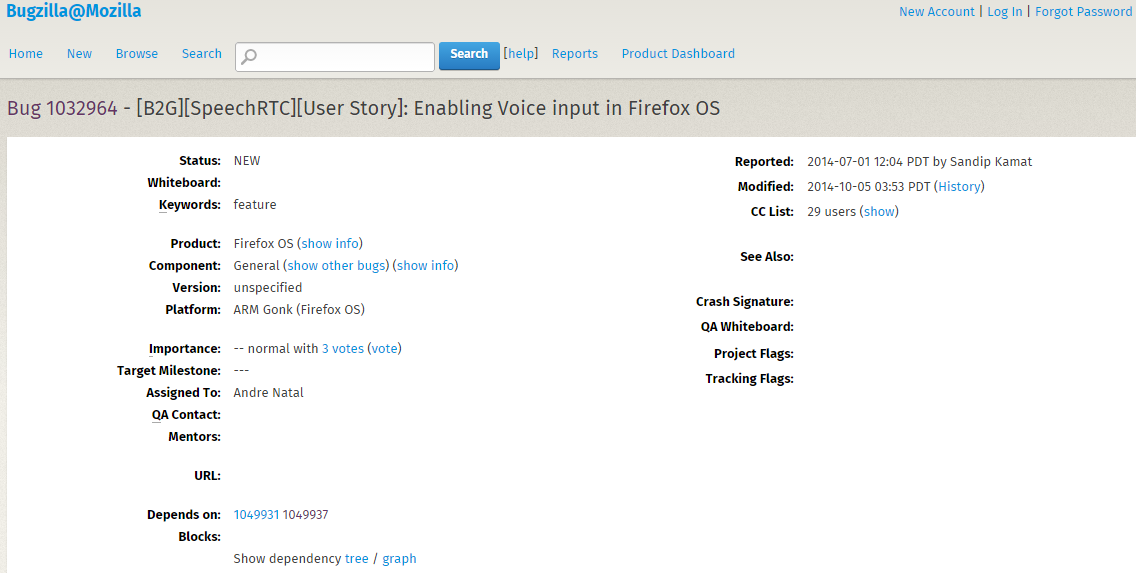 Bugzilla@Mozilla
New Account | Log In | Forgot Password
Home New Browse Search Search [help] Reports Product Dashboard
Bug 1032964 - [B2G][SpeechRTC][User Story]: Enabling Voice input in Firefox OS
Status: NEW
Whiteboard:
Keywords: feature
Product: Firefox OS (show info)
Component: General (show other bugs) (show info)
Version: unspecified
Platform: ARM Gonk (Firefox OS)
Importance: -- normal with 3 votes (vote)
Target Milestone: ---
Assigned To: Andre Natal
QA Contact:
Mentors:
URL:
Depends on: 1049931 1049937
Blocks:
Show dependency tree / graph
Reported: 2014-07-01 12:04 PDT by Sandip Kamat
Modified: 2014-10-05 03:53 PDT (History)
CC List: 29 users (show)
See Also:
Crash Signature:
QA Whiteboard:
Project Flags:
Tracking Flags: